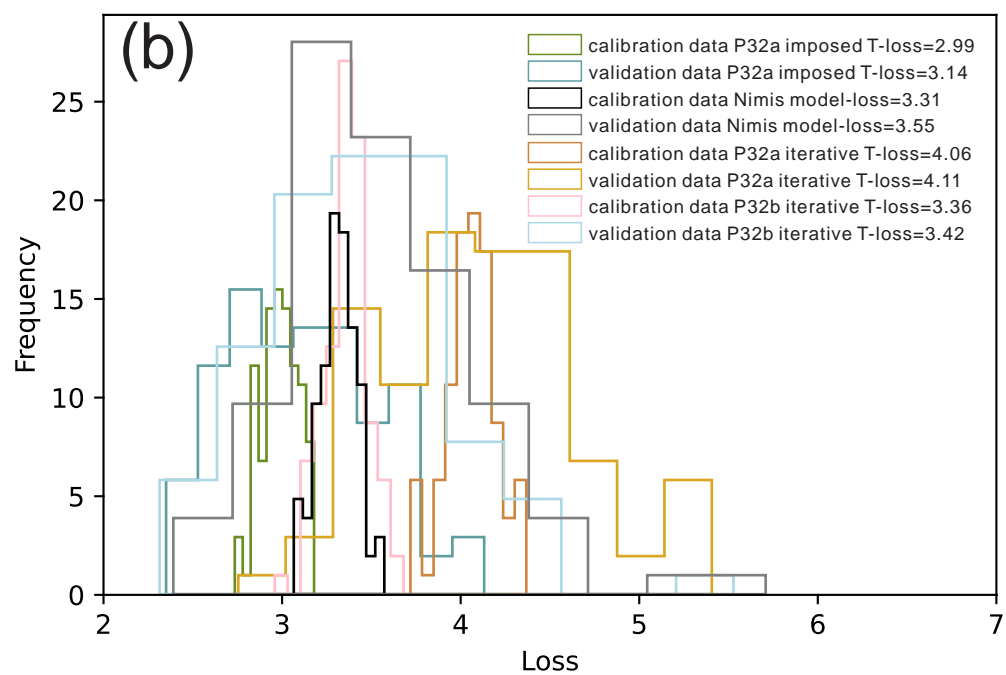 (b)
calibration data P32a imposed T-loss=2.99
validation data P32a imposed T-loss=3.14
calibration data Nimis model-loss=3.31
validation data Nimis model-loss=3.55
calibration data P32a iterative T-loss=4.06
validation data P32a iterative T-loss=4.11
calibration data P32b iterative T-loss=3.36
validation data P32b iterative T-loss=3.42
Frequency
25
20
15
10
5
0
2 3 4 5 6 7
Loss